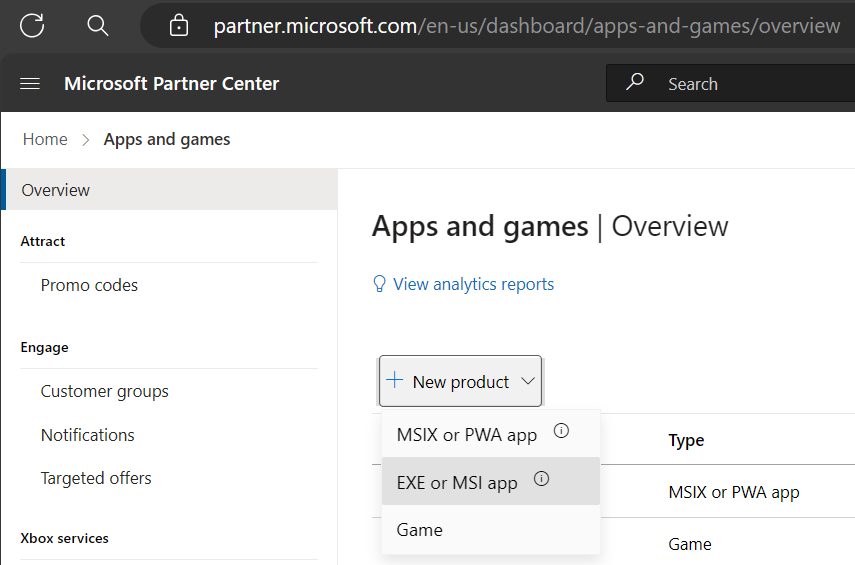 partner.microsoft.com/en-us/dashboard/apps-and-games/overview
Microsoft Partner Center
Search
Home > Apps and games
Overview
Attract
Promo codes
Engage
Customer groups
Notifications
Targeted offers
Xbox services
Apps and games | Overview
View analytics reports
+ New product
MSIX or PWA app
EXE or MSI app
Game
Type
MSIX or PWA app
Game